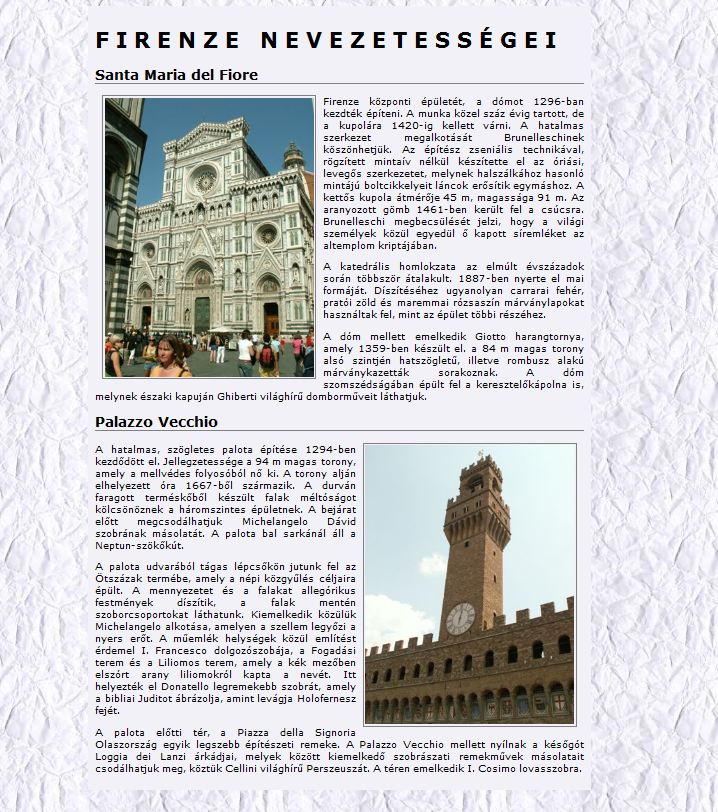 FIRENZE NEVEZETESSÉGEI
Santa Maria del Fiore
Firenze központi épületét, a dómot 1296-ban
kezdték építeni. A munka közel száz évig tartott, de
a kupolára 1420-ig kellett várni. A hatalmas
szerkezet megalkotását Brunelleschinek
köszönhetjük. Az építész zseniális technikával,
rögzített mintaív nélkül készítette el az óriási,
levegős szerkezetet, melynek halszálkához hasonló
mintájú boltcikkelyeit láncok erősítik egymáshoz. A
kettős kupola átmérője 45 m, magassága 91 m. Az
aranyozott gömb 1461-ben került fel a csúcsra.
Brunelleschi megbecsülését jelzi, hogy a világi
személyek közül egyedül ő kapott síremléket az
altemplom kriptájában.
A katedrális homlokzata az elmúlt évszázadok
során többször átalakult. 1887-ben nyerte el mai
formáját. Díszítéséhez ugyanolyan carrarai fehér,
pratói zöld és maremmai rózsaszín márványlapokat
használtak fel, mint az épület többi részéhez.
A dóm mellett emelkedik Giotto harangtornya,
amely 1359-ben készült el. a 84 m magas torony
alsó szintjén hatszögletű, illetve rombusz alakú
márványkazetták sorakoznak. A dóm
szomszédságában épült fel a keresztelőkápolna is,
melynek északi kapuján Ghiberti világhírű domborműveit láthatjuk.
Palazzo Vecchio
A hatalmas, szögletes palota építése 1294-ben
kezdődött el. Jellegzetessége a 94 m magas torony,
amely a mellvédes folyosóból nő ki. A torony alján
elhelyezett óra 1667-ből származik. A durván
faragott terméskőből készült falak méltóságot
kölcsönöznek a háromszintes épületnek. A bejárat
előtt megcsodálhatjuk Michelangelo Dávid
szobrának másolatát. A palota bal sarkánál áll a
Neptun-szökőkút.
A palota udvarából tágas lépcsőkön jutunk fel az
Ötszázak termébe, amely a népi közgyűlés céljaira
épült. A mennyezetet és a falakat allegórikus
festmények díszítik, a falak mentén
szoborcsoportokat láthatunk. Kiemelkedik közülük
Michelangelo alkotása, amelyen a szellem legyőzi a
nyers erőt. A műemlék helységek közül említést
érdemel I. Francesco dolgozószobája, a Fogadási
terem és a Liliomos terem, amely a kék mezőben
elszórt arany liliomokról kapta a nevét. Itt
helyezték el Donatello legremekebb szobrát, amely
a bibliai Juditot ábrázolja, amint levágja Holofernesz
fejét.
A palota előtti tér, a Piazza della Signoria
Olaszország egyik legszebb építészeti remeke. A Palazzo Vecchio mellett nyílnak a későgót
Loggia dei Lanzi árkádjai, melyek között kiemelkedő szobrászati remekművek másolatait
csodálhatjuk meg, köztük Cellini világhírű Perszeuszát. A téren emelkedik I. Cosimo lovasszobra.